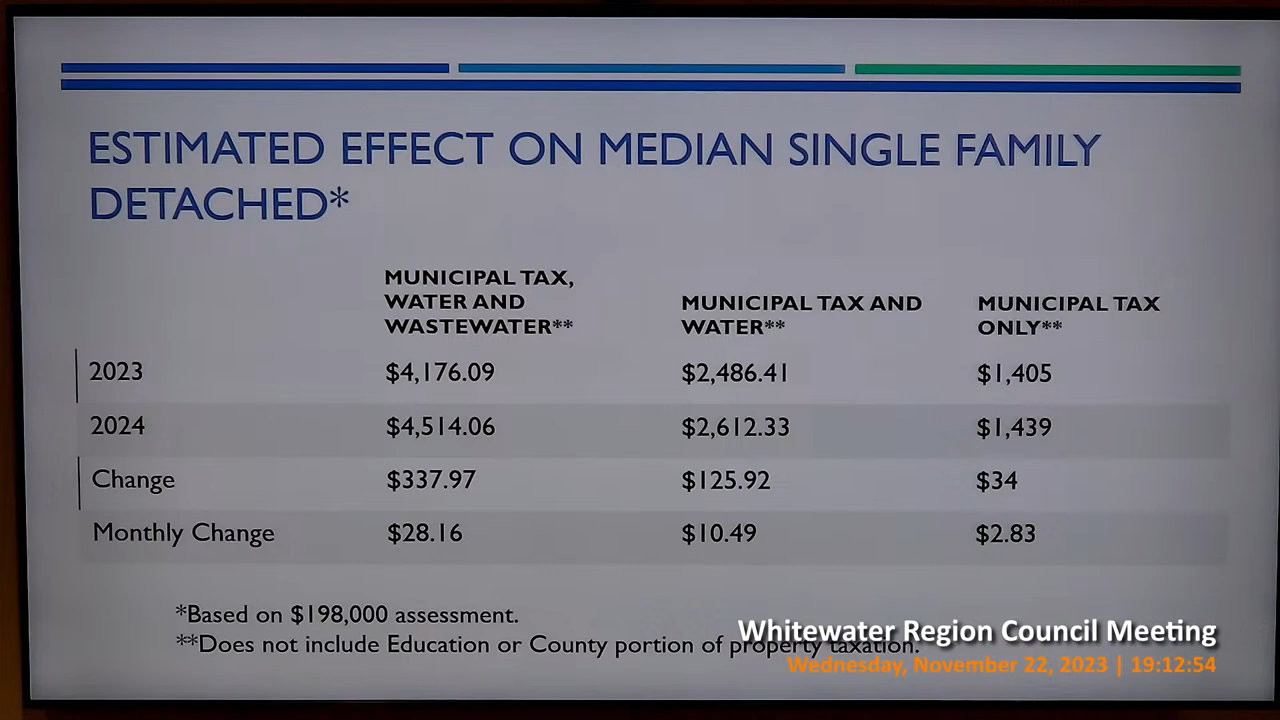 ESTIMATED EFFECT ON MEDIAN SINGLE FAMILY
DETACHED*
MUNICIPAL TAX,
WATER AND
WASTEWATER**
MUNICIPAL TAX AND
WATER**
MUNICIPAL TAX
ONLY**
2023 $4,176.09 $2,486.41 $1,405
2024 $4,514.06 $2,612.33 $1,439
Change $337.97 $125.92 $34
Monthly Change $28.16 $10.49 $2.83
*Based on $198,000 assessment.
**Does not include Education or County portion of property taxation.
Whitewater Region Council Meeting
Wednesday, November 22, 2023 | 19:12:54